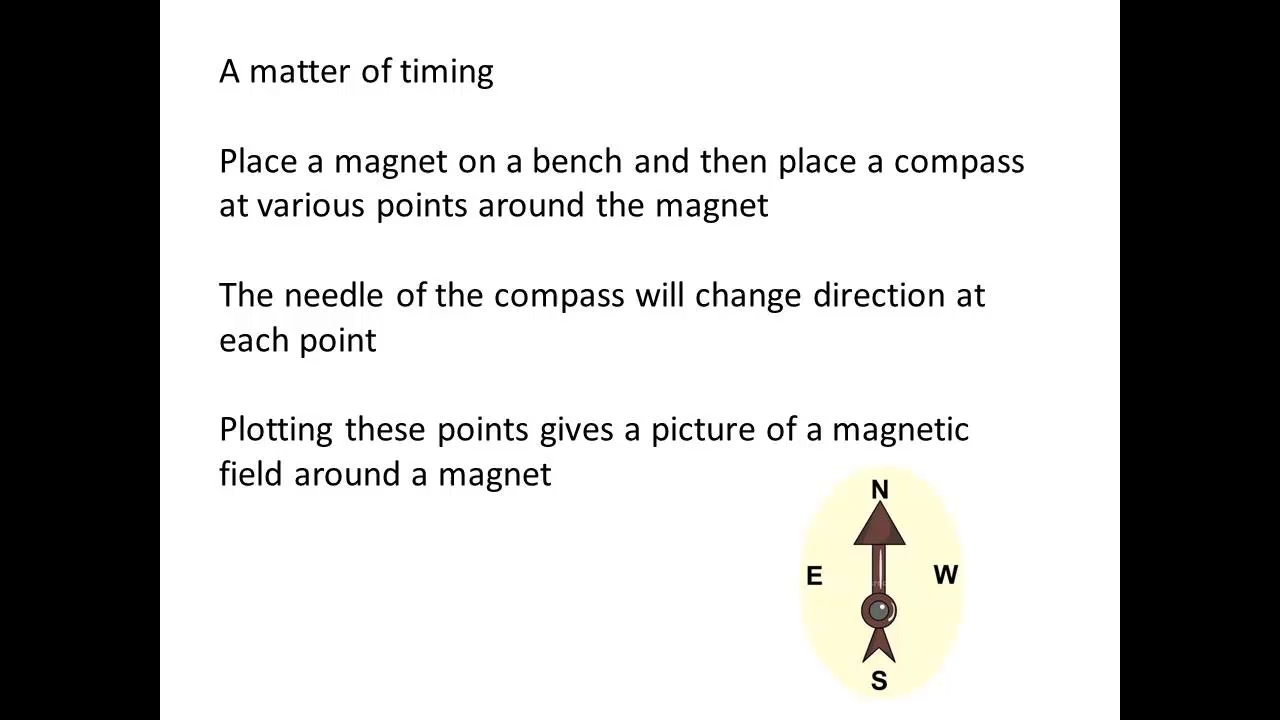 A matter of timing
Place a magnet on a bench and then place a compass
at various points around the magnet
The needle of the compass will change direction at
each point
Plotting these points gives a picture of a magnetic
field around a magnet
N
E W
S